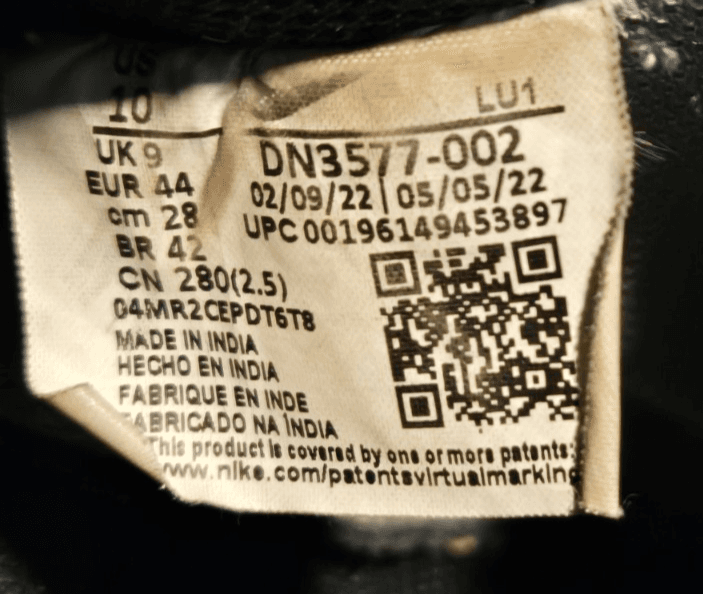 US
10
LU1
UK 9
EUR 44
cm 28
BR 42
CN 280(2.5)
04MR2CEPDT6T8
MADE IN INDIA
HECHO EN INDIA
FABRIQUE EN INDE
FABRICADO NA ÌNDIA
DN3577-002
02/09/22 | 05/05/22
UPC 00196149453897
This product is covered by one or more patents:
www.nike.com/patentsvirtualmarking